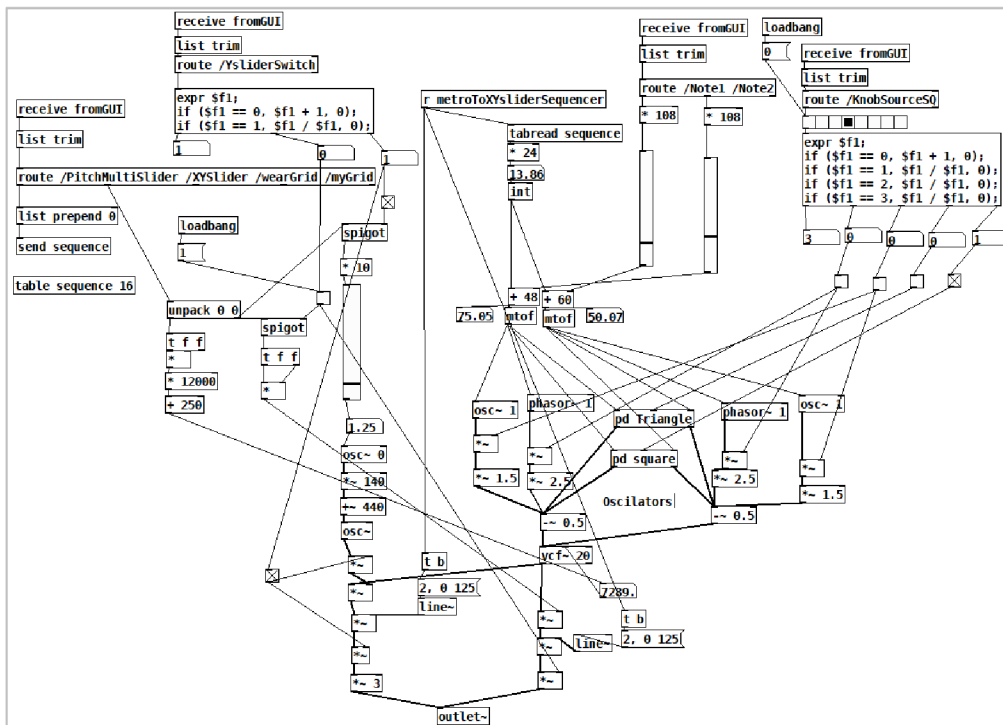 receive fromGUI
list trim
route /YsliderSwitch
expr $f1;
if ($f1 == 0, $f1 + 1, 0);
if ($f1 == 1, $f1 / $f1, 0);
1
0
1
receive fromGUI
list trim
route /PitchMultiSlider /XYSlider /wearGrid /myGrid
list prepend 0
send sequence
table sequence 16
loadbang
1
unpack 0 0
t f f
*
* 12000
+ 250
spigot
t f f
*
spigot
* 10
1.25
osc~ 0
*~ 140
+~ 440
osc~
*~
*~
*~
*~
*~ 3
t b
2, 0 125
line~
r metroToXYsliderSequencer
tabread sequence
* 24
13.86
int
receive fromGUI
list trim
route /Note1 /Note2
* 108
* 108
loadbang
0
receive fromGUI
list trim
route /KnobSourceSQ
expr $f1;
if ($f1 == 0, $f1 + 1, 0);
if ($f1 == 1, $f1 / $f1, 0);
if ($f1 == 2, $f1 / $f1, 0);
if ($f1 == 3, $f1 / $f1, 0);
3
0
0
0
1
+ 48
+ 60
75.05
mtof
mtof
50.07
osc~ 1
phasor~ 1
pd Triangle
phasor~ 1
osc~ 1
*~
*~
pd square
*~
*~
*~ 1.5
*~ 2.5
*~ 2.5
*~ 1.5
Oscilators
-~ 0.5
-~ 0.5
vcf~ 20
7289.
t b
2, 0 125
line~
*~
*~
*~
outlet~